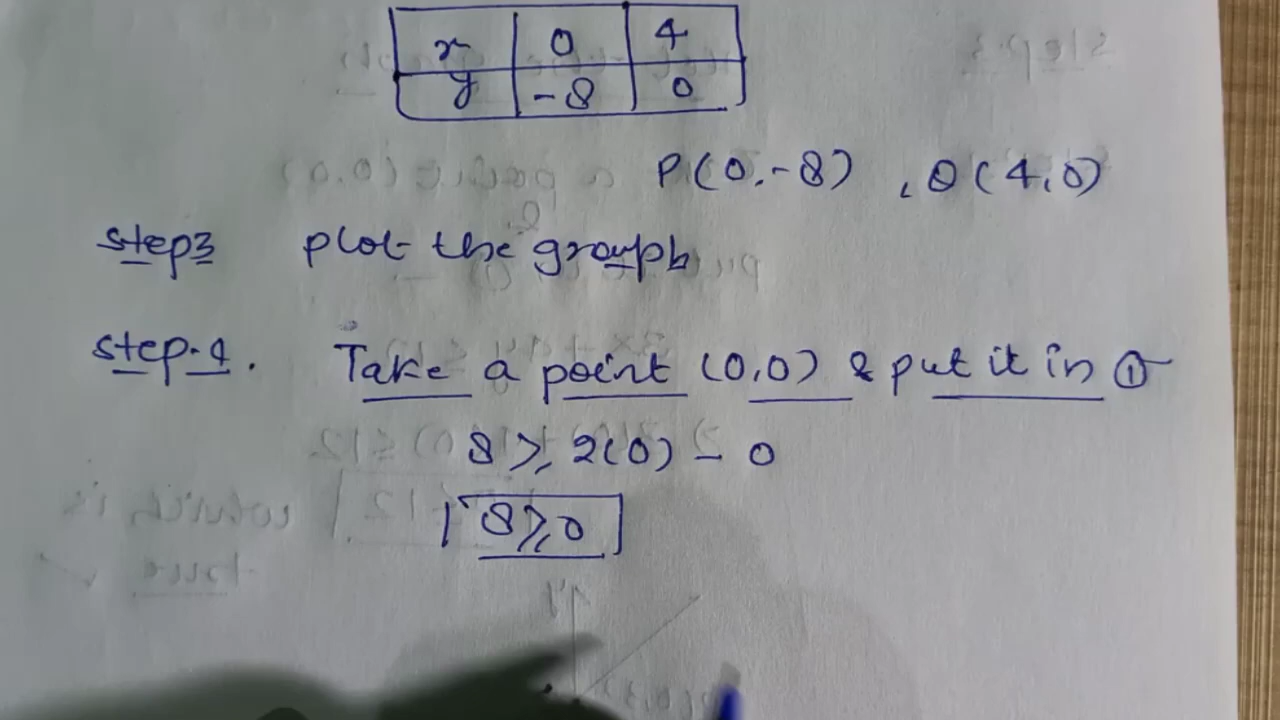 x 0 4
y -8 0
P(0,-8) , Q(4,0)
step3 plot the graph
step-4. Take a point (0,0) & put it in ①
8 ⩾ 2(0) - 0
8 ⩾ 0